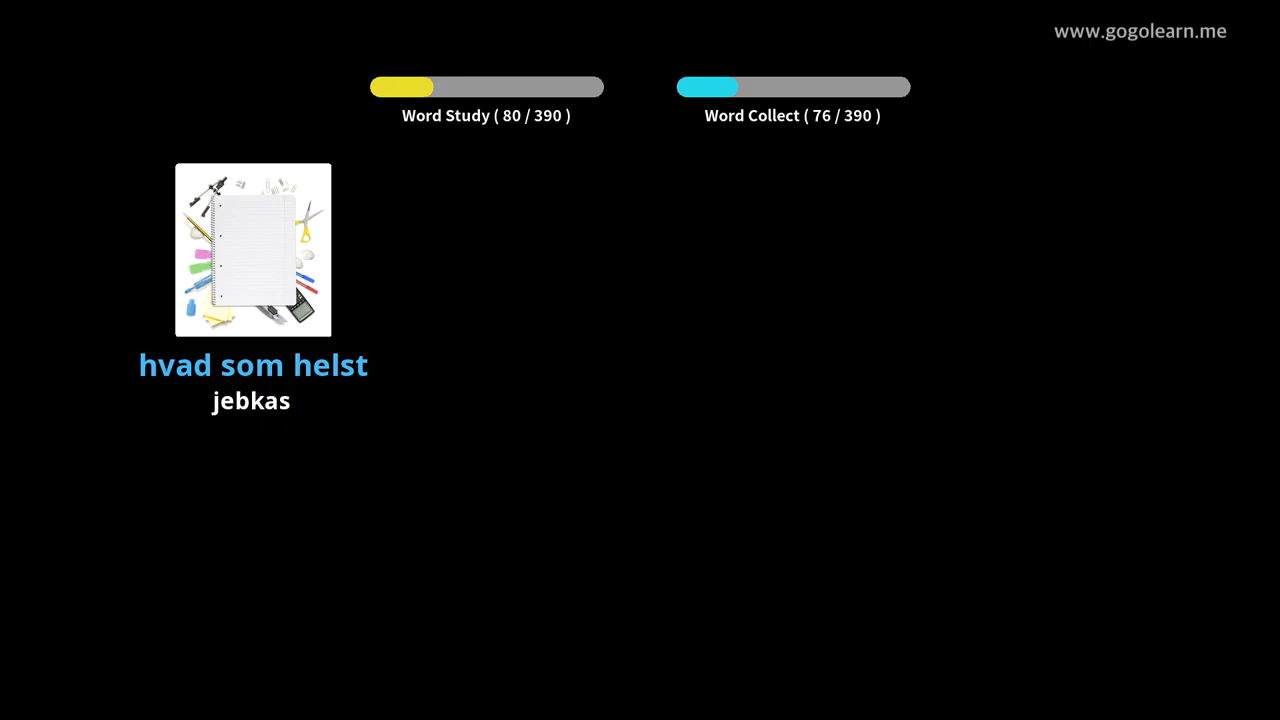 www.gogolearn.me
Word Study ( 80 / 390 )
Word Collect ( 76 / 390 )
hvad som helst
jebkas